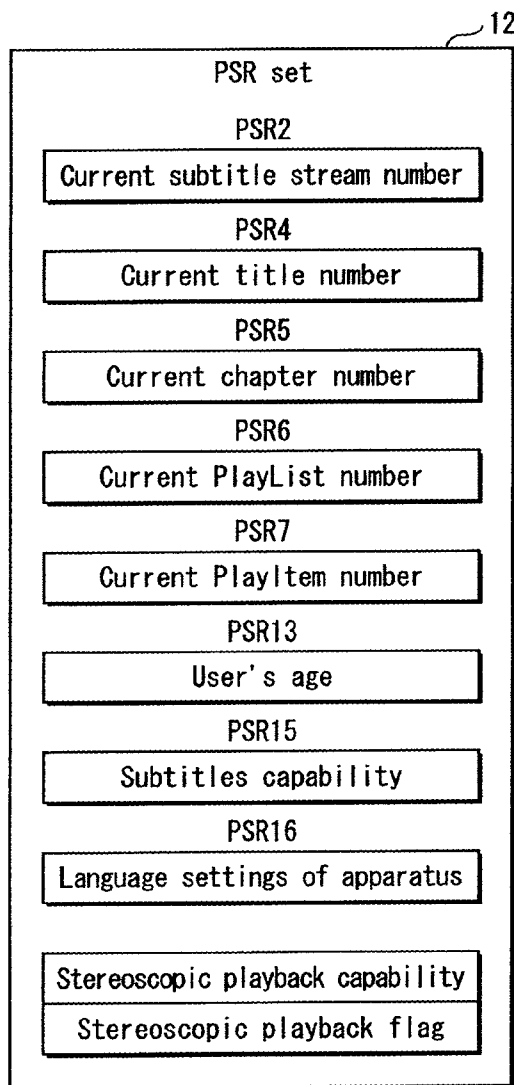 12
PSR set
PSR2
Current subtitle stream number
PSR4
Current title number
PSR5
Current chapter number
PSR6
Current PlayList number
PSR7
Current PlayItem number
PSR13
User's age
PSR15
Subtitles capability
PSR16
Language settings of apparatus
Stereoscopic playback capability
Stereoscopic playback flag